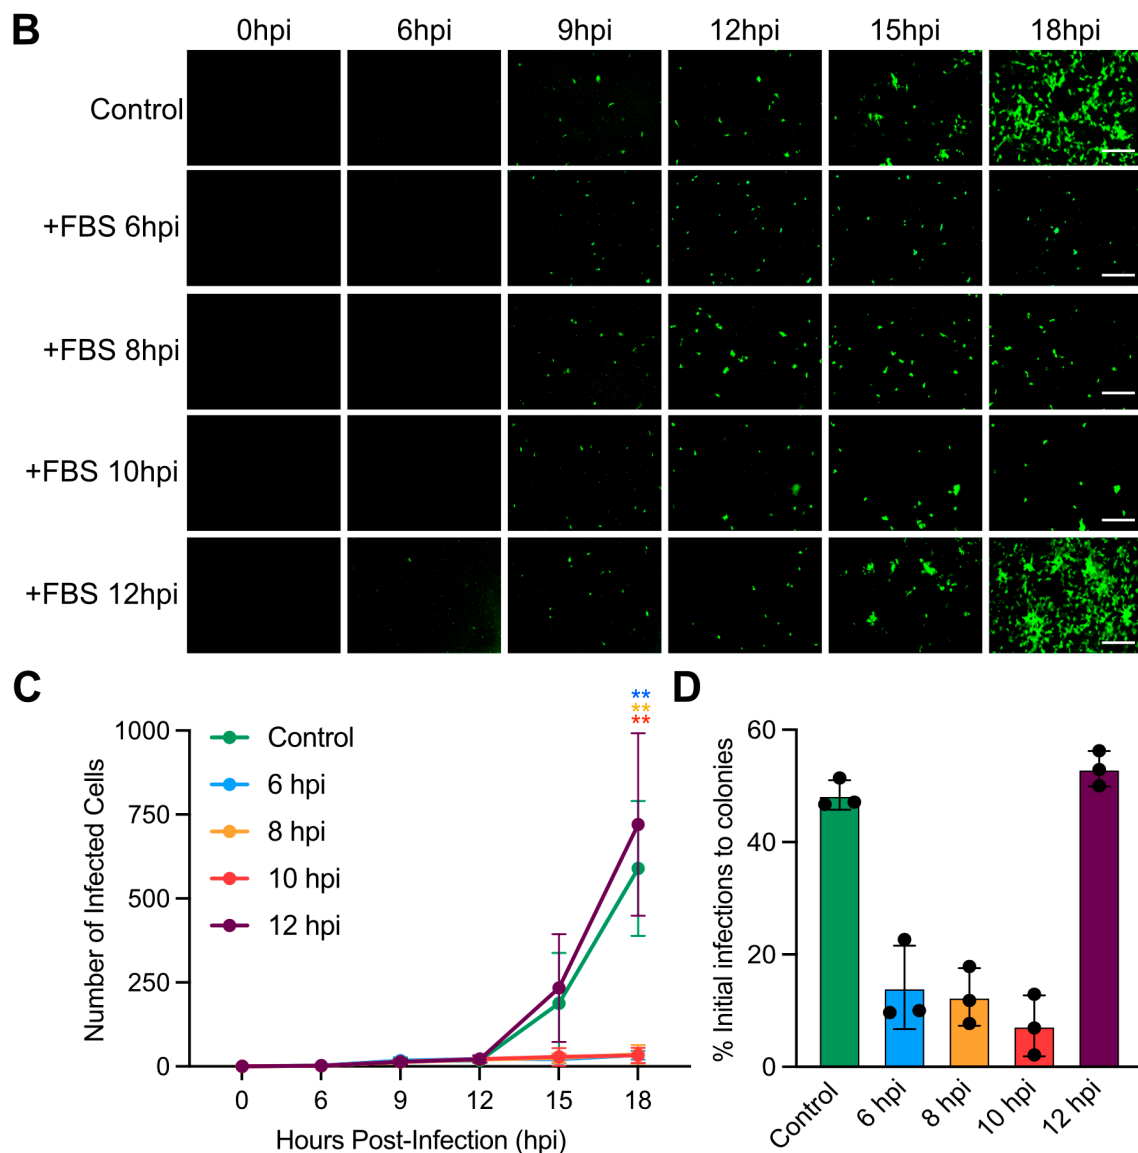 B
0hpi 6hpi 9hpi 12hpi 15hpi 18hpi
Control
+FBS 6hpi
+FBS 8hpi
+FBS 10hpi
+FBS 12hpi
C
Number of Infected Cells
1000
750
500
250
0
Control
6 hpi
8 hpi
10 hpi
12 hpi
**
**
**
0 6 9 12 15 18
Hours Post-Infection (hpi)
D
% Initial infections to colonies
60
40
20
0
Control 6 hpi 8 hpi 10 hpi 12 hpi